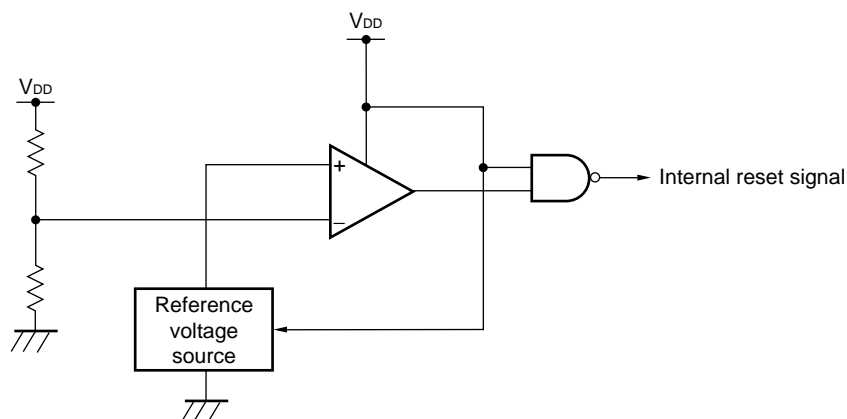 VDD
VDD
+
−
Internal reset signal
Reference
voltage
source